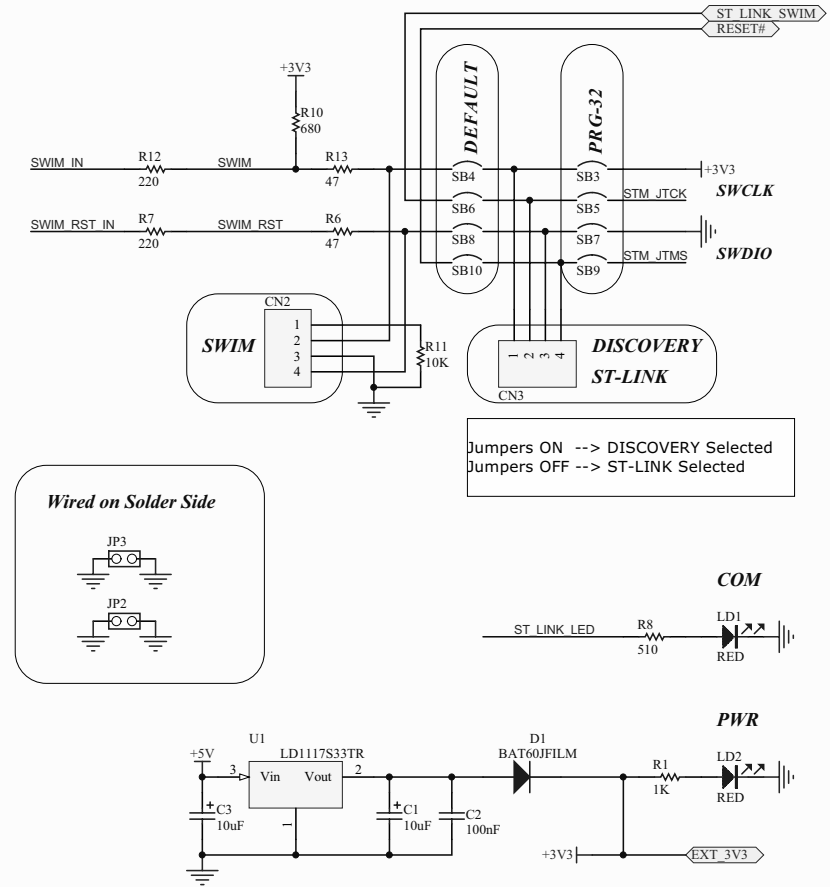 ST_LINK_SWIM
RESET#
+3V3
R10
680
DEFAULT
PRG-32
SWIM_IN
R12
220
SWIM
R13
47
SB4
SB3
+3V3
SWCLK
SB6
SB5
STM_JTCK
SWIM_RST_IN
R7
220
SWIM_RST
R6
47
SB8
SB7
SWDIO
SB10
SB9
STM_JTMS
CN2
SWIM
1
2
3
4
R11
10K
1
2
3
4
DISCOVERY
ST-LINK
CN3
Jumpers ON --> DISCOVERY Selected
Jumpers OFF --> ST-LINK Selected
Wired on Solder Side
JP3
JP2
COM
ST_LINK_LED
R8
510
LD1
RED
PWR
U1
LD1117S33TR
+5V
3
Vin
Vout
2
1
+
C3
10uF
+
C1
10uF
C2
100nF
D1
BAT60JFILM
R1
1K
LD2
RED
+3V3
EXT_3V3